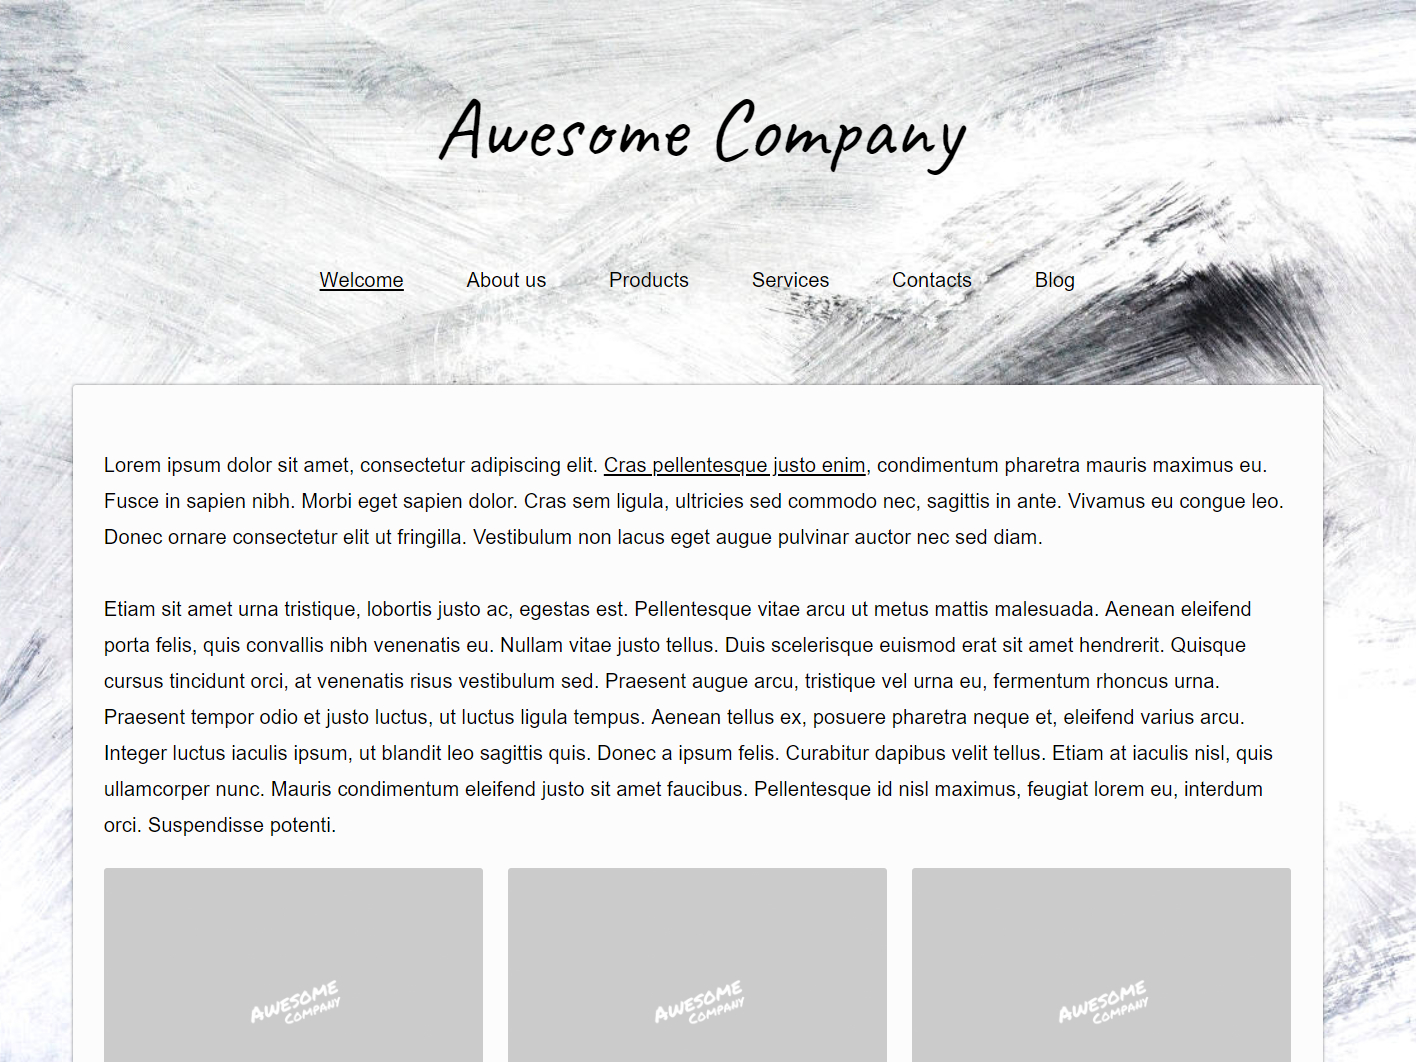 Awesome Company
Welcome About us Products Services Contacts Blog
Lorem ipsum dolor sit amet, consectetur adipiscing elit. Cras pellentesque justo enim, condimentum pharetra mauris maximus eu.
Fusce in sapien nibh. Morbi eget sapien dolor. Cras sem ligula, ultricies sed commodo nec, sagittis in ante. Vivamus eu congue leo.
Donec ornare consectetur elit ut fringilla. Vestibulum non lacus eget augue pulvinar auctor nec sed diam.
Etiam sit amet urna tristique, lobortis justo ac, egestas est. Pellentesque vitae arcu ut metus mattis malesuada. Aenean eleifend
porta felis, quis convallis nibh venenatis eu. Nullam vitae justo tellus. Duis scelerisque euismod erat sit amet hendrerit. Quisque
cursus tincidunt orci, at venenatis risus vestibulum sed. Praesent augue arcu, tristique vel urna eu, fermentum rhoncus urna.
Praesent tempor odio et justo luctus, ut luctus ligula tempus. Aenean tellus ex, posuere pharetra neque et, eleifend varius arcu.
Integer luctus iaculis ipsum, ut blandit leo sagittis quis. Donec a ipsum felis. Curabitur dapibus velit tellus. Etiam at iaculis nisl, quis
ullamcorper nunc. Mauris condimentum eleifend justo sit amet faucibus. Pellentesque id nisl maximus, feugiat lorem eu, interdum
orci. Suspendisse potenti.
AWESOME
COMPANY
AWESOME
COMPANY
AWESOME
COMPANY